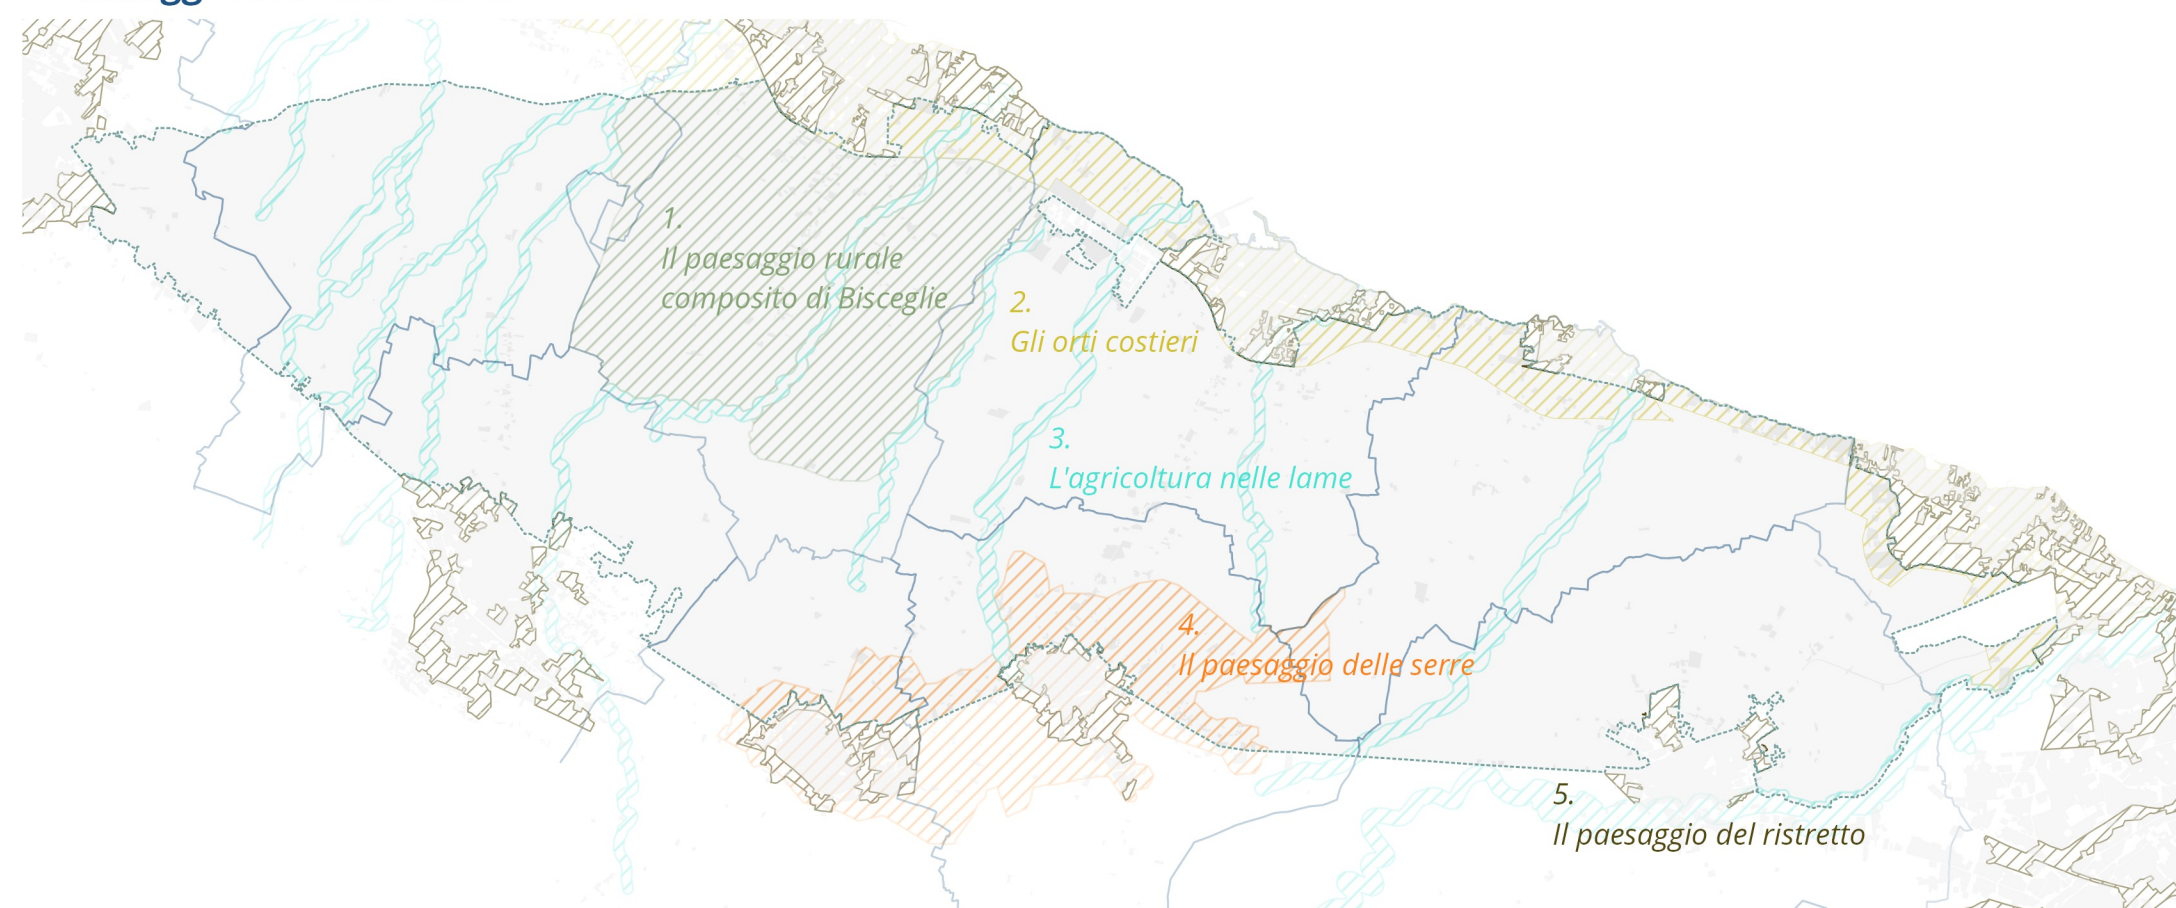 1.
Il paesaggio rurale
composito di Bisceglie
2.
Gli orti costieri
3.
L'agricoltura nelle lame
4.
Il paesaggio delle serre
5.
Il paesaggio del ristretto